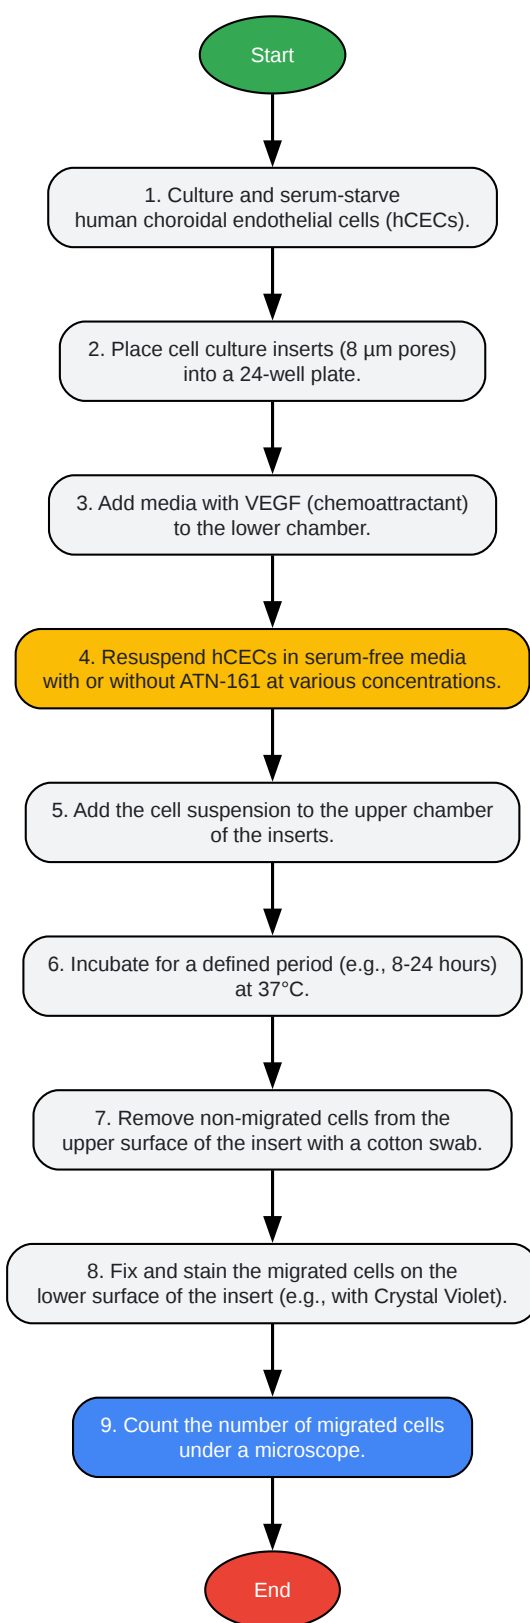 Start
1. Culture and serum-starve
human choroidal endothelial cells (hCECs).
2. Place cell culture inserts (8 µm pores)
into a 24-well plate.
3. Add media with VEGF (chemoattractant)
to the lower chamber.
4. Resuspend hCECs in serum-free media
with or without ATN-161 at various concentrations.
5. Add the cell suspension to the upper chamber
of the inserts.
6. Incubate for a defined period (e.g., 8-24 hours)
at 37°C.
7. Remove non-migrated cells from the
upper surface of the insert with a cotton swab.
8. Fix and stain the migrated cells on the
lower surface of the insert (e.g., with Crystal Violet).
9. Count the number of migrated cells
under a microscope.
End